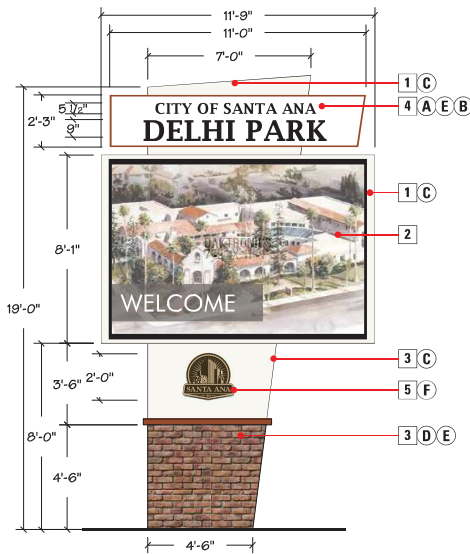 11'-9"
11'-0"
7'-0"
1 C
5 1/2"
CITY OF SANTA ANA
4 A E B
2'-3"
9"
DELHI PARK
1 C
2
8'-1"
WELCOME
19'-0"
3 C
2'-0"
3'-6"
SANTA ANA
5 F
8'-0"
3 D E
4'-6"
4'-6"